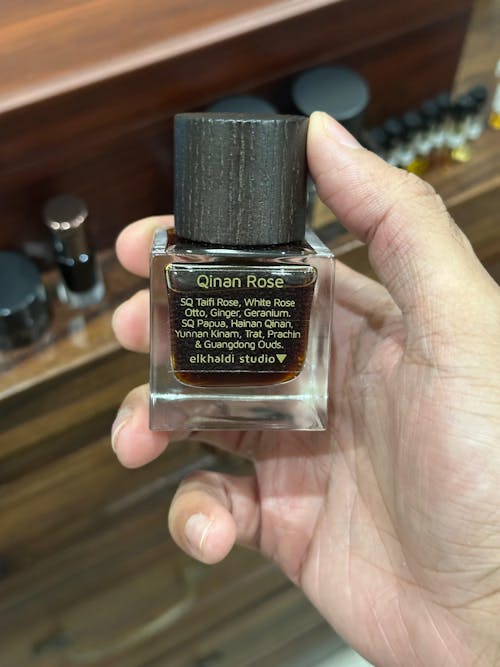 Qinan Rose
SQ Taifi Rose, White Rose
Otto, Ginger, Geranium.
SQ Papua, Hainan Qinan,
Yunnan Kinam, Trat, Prachin
& Guangdong Ouds.
elkhaldi studio▼